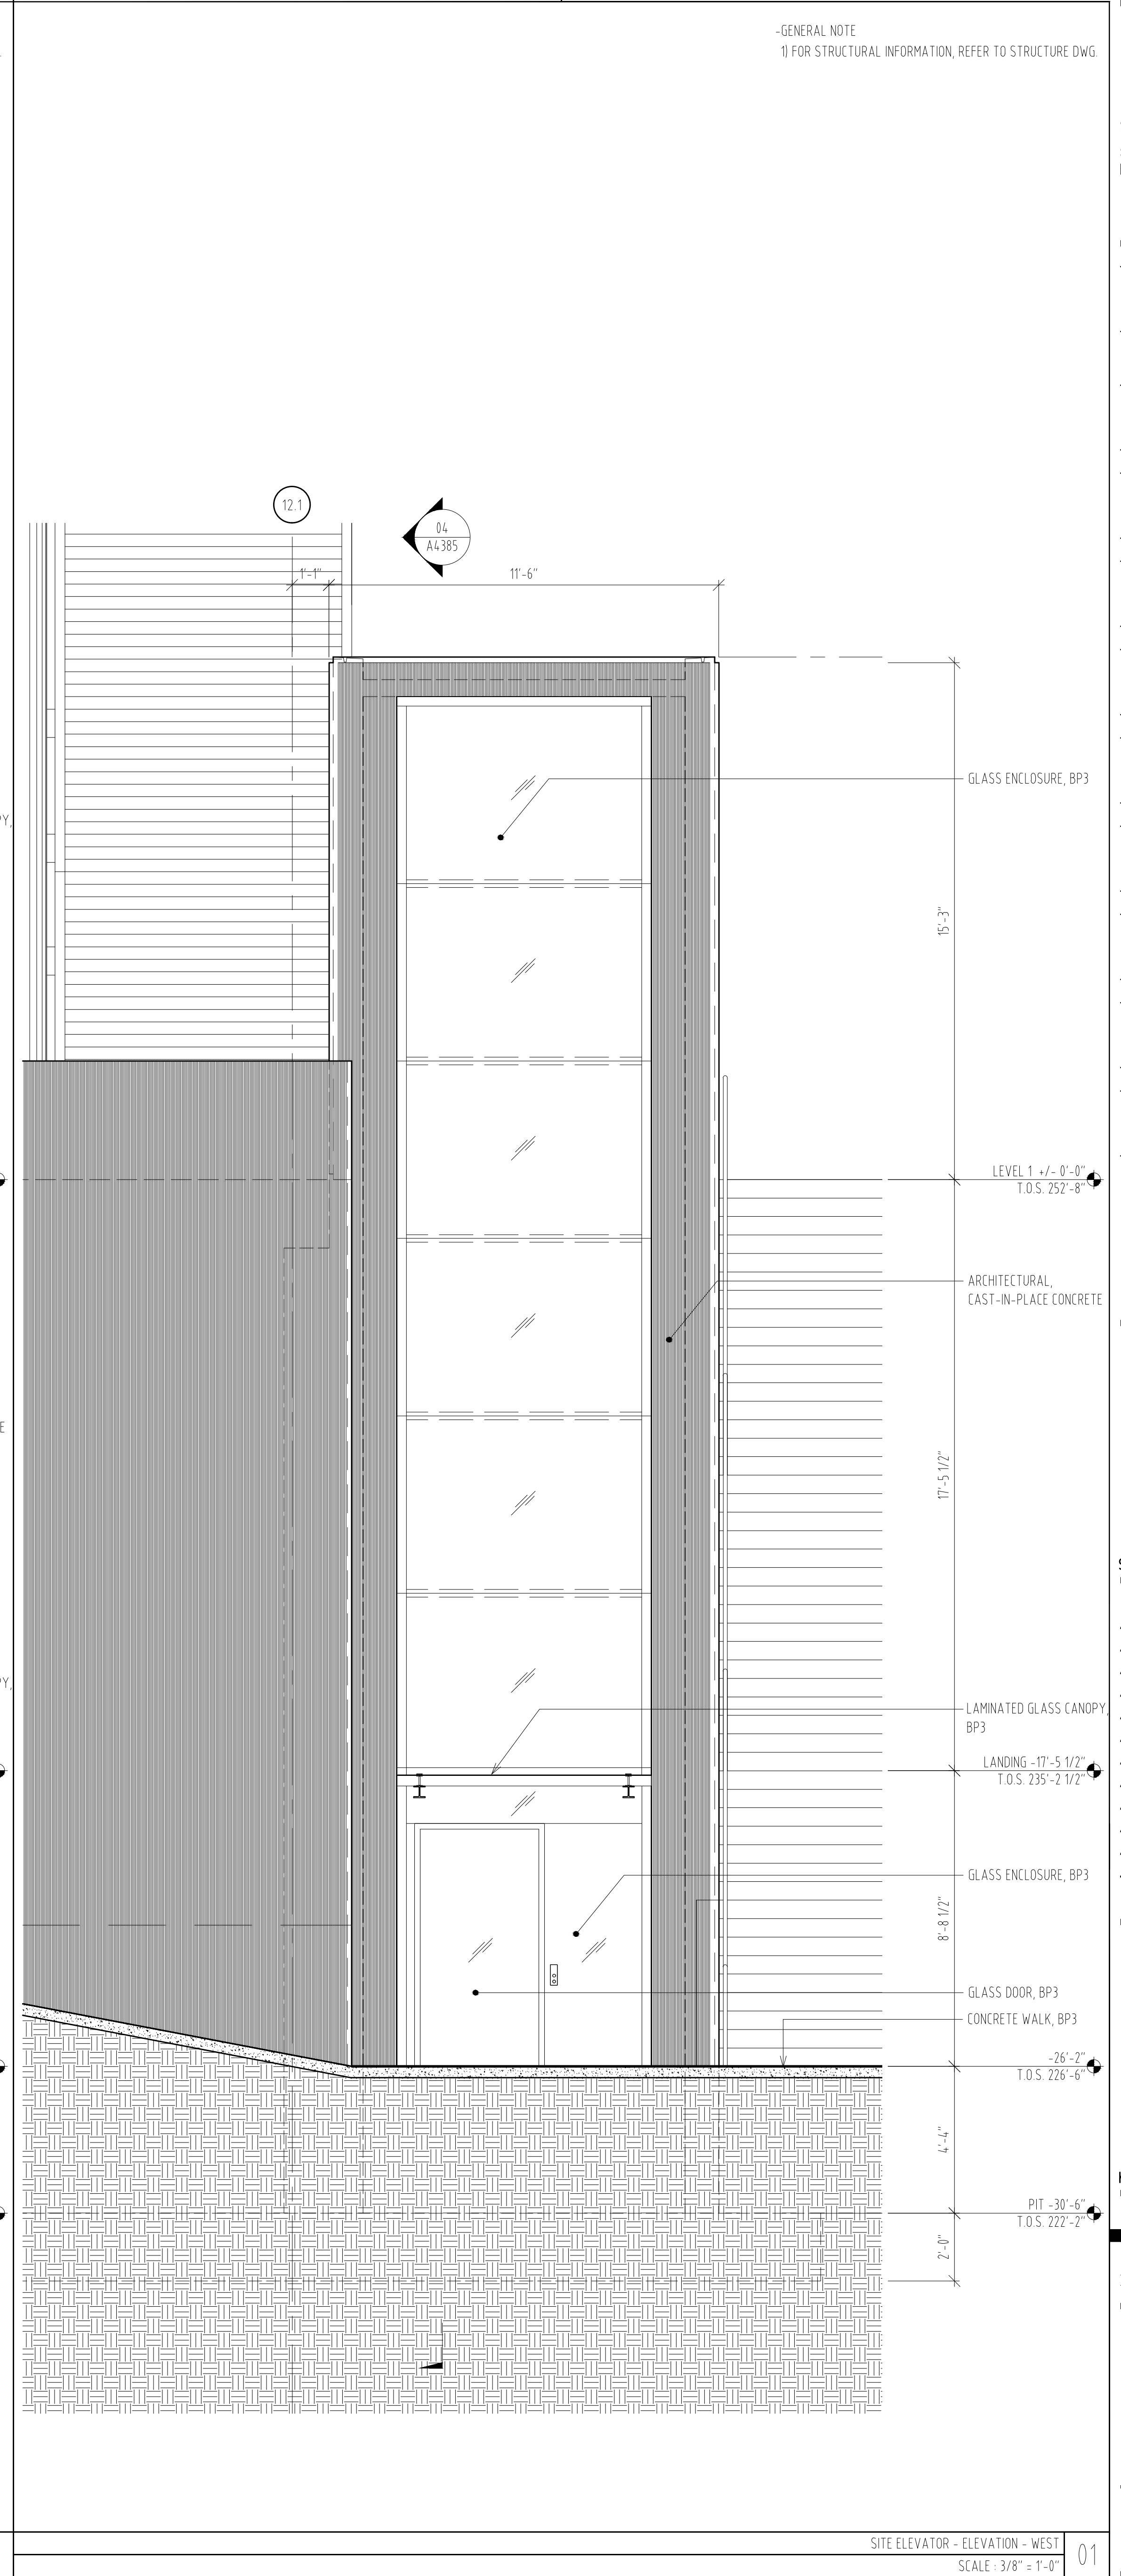 -GENERAL NOTE
1) FOR STRUCTURAL INFORMATION, REFER TO STRUCTURE DWG.
12.1
04
A4385
1'-1"
11'-6"
GLASS ENCLOSURE, BP3
PY,
15'-3"
LEVEL 1 +/- 0'-0"
T.O.S. 252'-8"
ARCHITECTURAL,
CAST-IN-PLACE CONCRETE
E
17'-5 1/2"
PY,
LAMINATED GLASS CANOPY,
BP3
LANDING -17'-5 1/2"
T.O.S. 235'-2 1/2"
GLASS ENCLOSURE, BP3
8'-8 1/2"
GLASS DOOR, BP3
CONCRETE WALK, BP3
-26'-2"
T.O.S. 226'-6"
4'-4"
PIT -30'-6"
T.O.S. 222'-2"
2'-0"
SITE ELEVATOR - ELEVATION - WEST
SCALE : 3/8" = 1'-0"
01